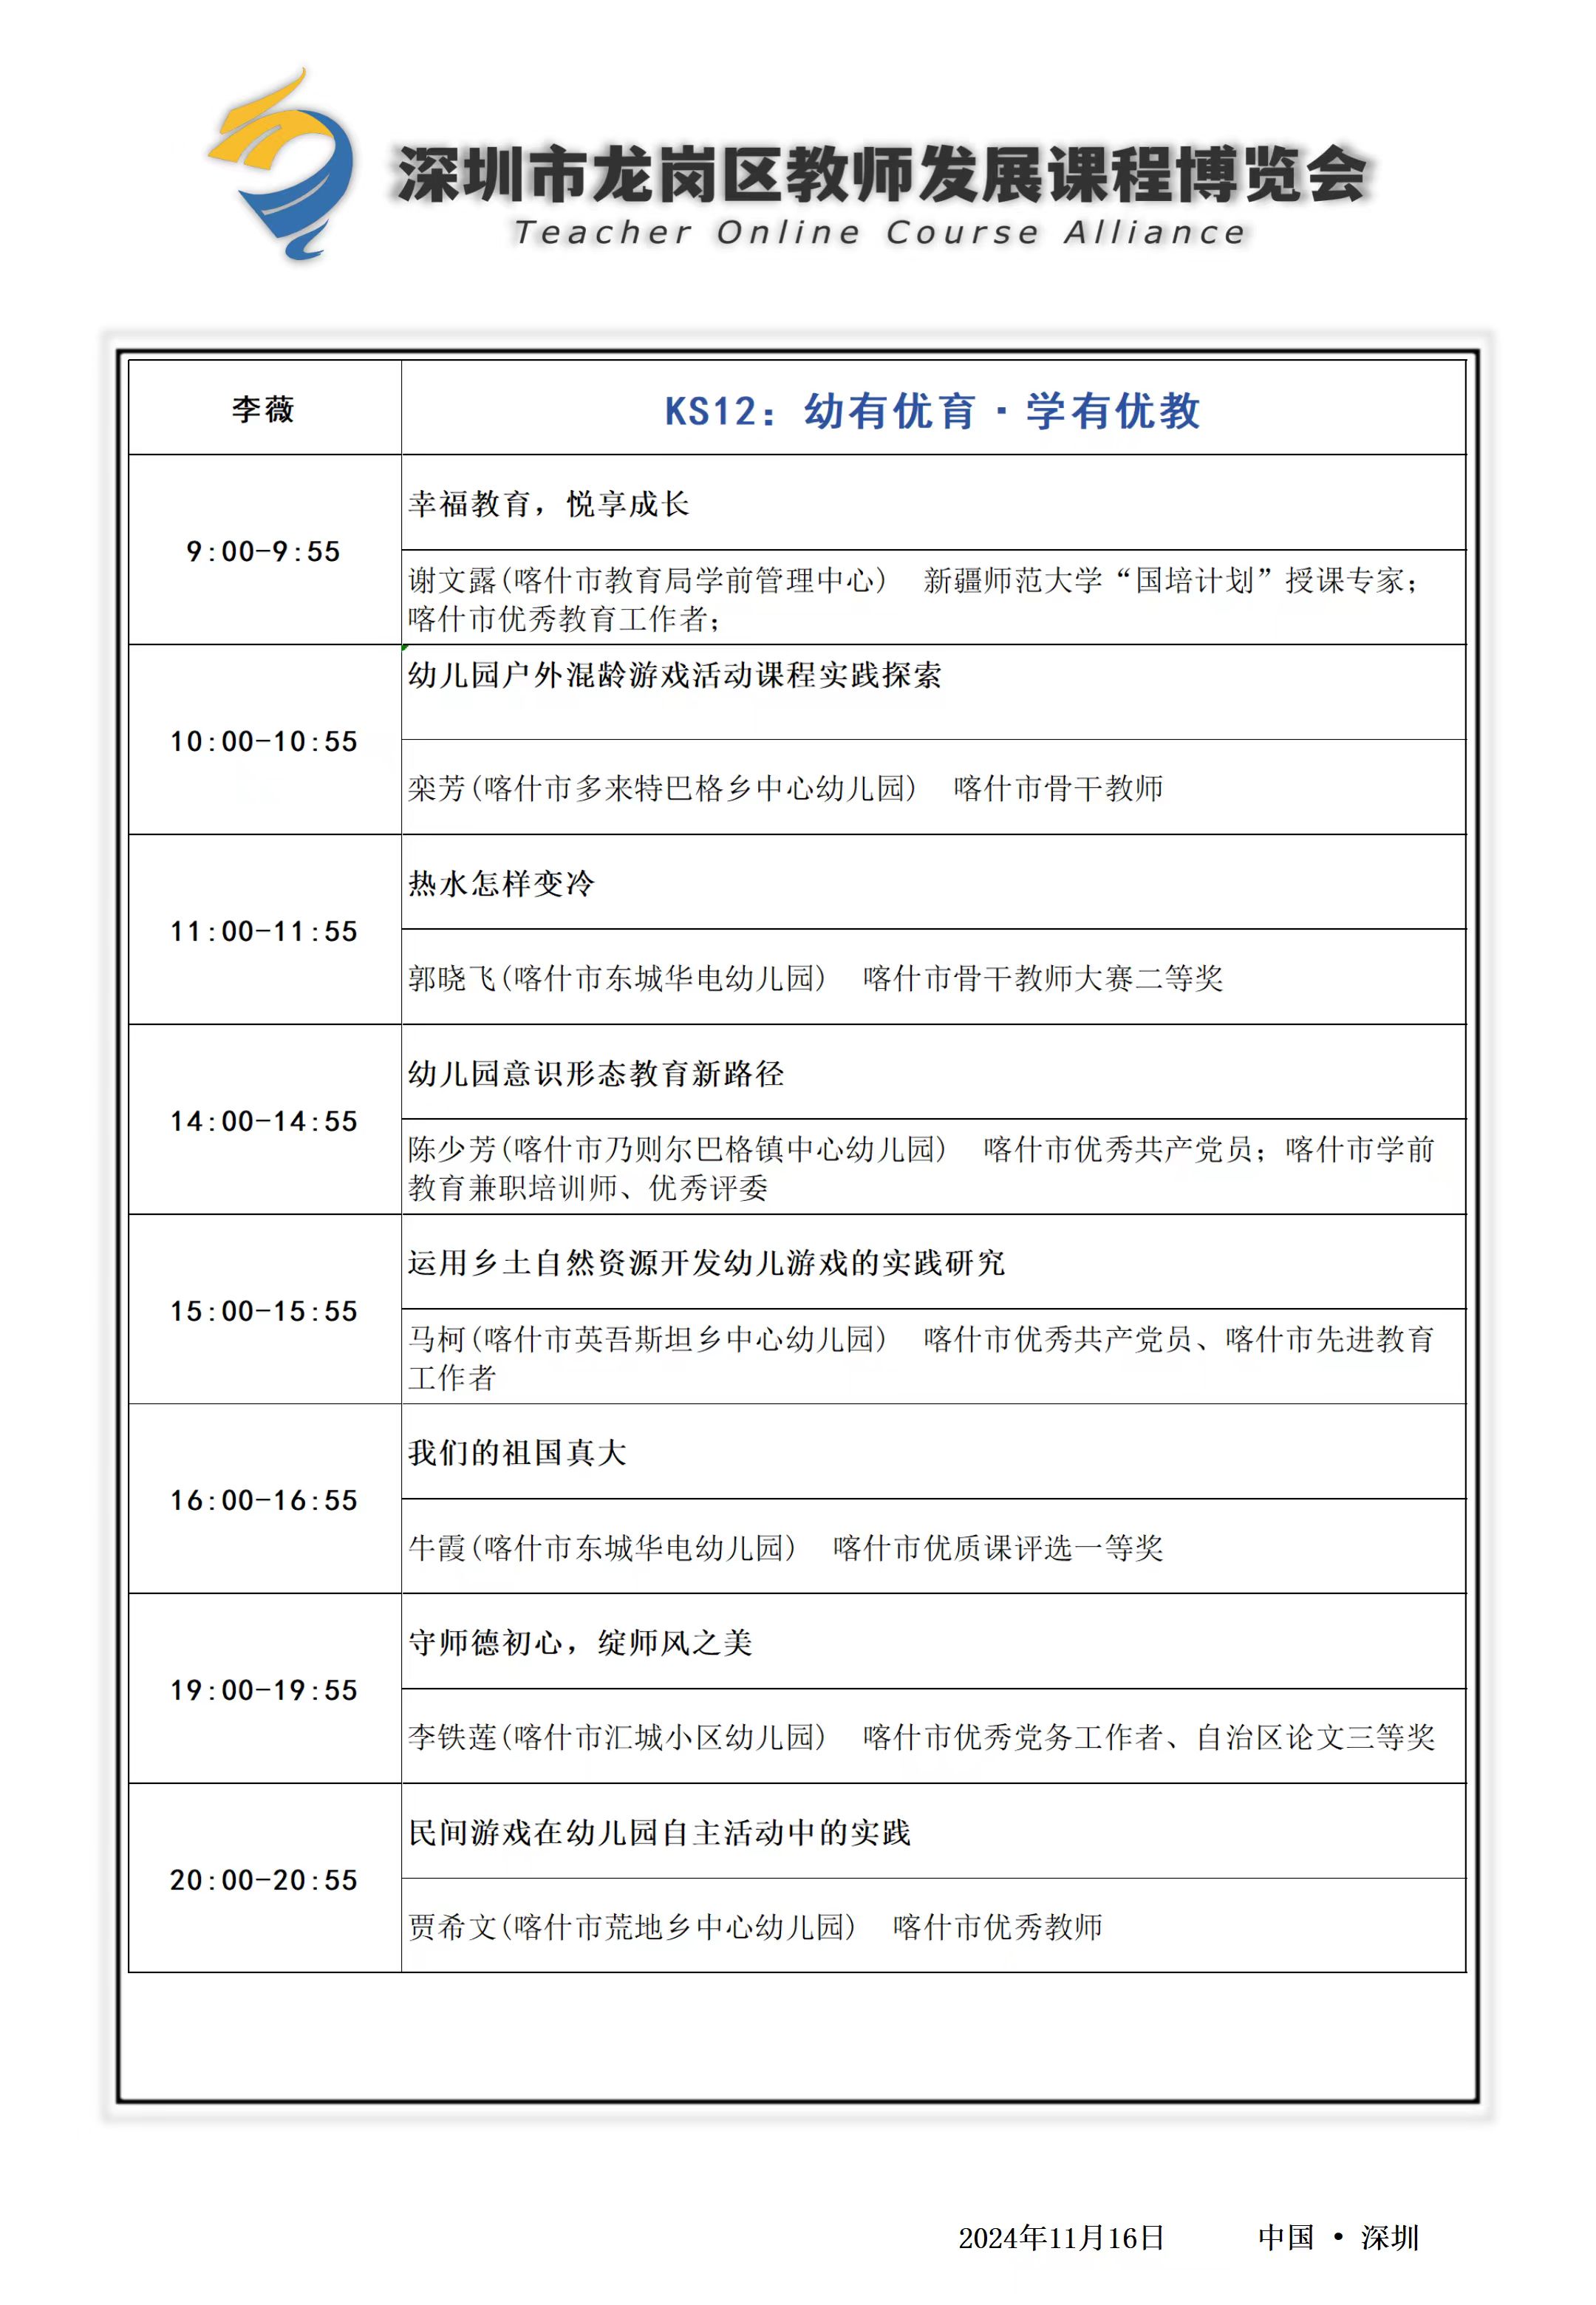 深圳市龙岗区教师发展课程博览会
Teacher Online Course Alliance
李薇
KS12：幼有优育·学有优教
9:00-9:55
幸福教育，悦享成长
谢文露(喀什市教育局学前管理中心) 新疆师范大学“国培计划”授课专家；
喀什市优秀教育工作者；
10:00-10:55
幼儿园户外混龄游戏活动课程实践探索
栾芳(喀什市多来特巴格乡中心幼儿园) 喀什市骨干教师
11:00-11:55
热水怎样变冷
郭晓飞(喀什市东城华电幼儿园) 喀什市骨干教师大赛二等奖
14:00-14:55
幼儿园意识形态教育新路径
陈少芳(喀什市乃则尔巴格镇中心幼儿园) 喀什市优秀共产党员；喀什市学前
教育兼职培训师、优秀评委
15:00-15:55
运用乡土自然资源开发幼儿游戏的实践研究
马柯(喀什市英吾斯坦乡中心幼儿园) 喀什市优秀共产党员、喀什市先进教育
工作者
16:00-16:55
我们的祖国真大
牛霞(喀什市东城华电幼儿园) 喀什市优质课评选一等奖
19:00-19:55
守师德初心，绽师风之美
李铁莲(喀什市汇城小区幼儿园) 喀什市优秀党务工作者、自治区论文三等奖
20:00-20:55
民间游戏在幼儿园自主活动中的实践
贾希文(喀什市荒地乡中心幼儿园) 喀什市优秀教师
2024年11月16日 中国 • 深圳